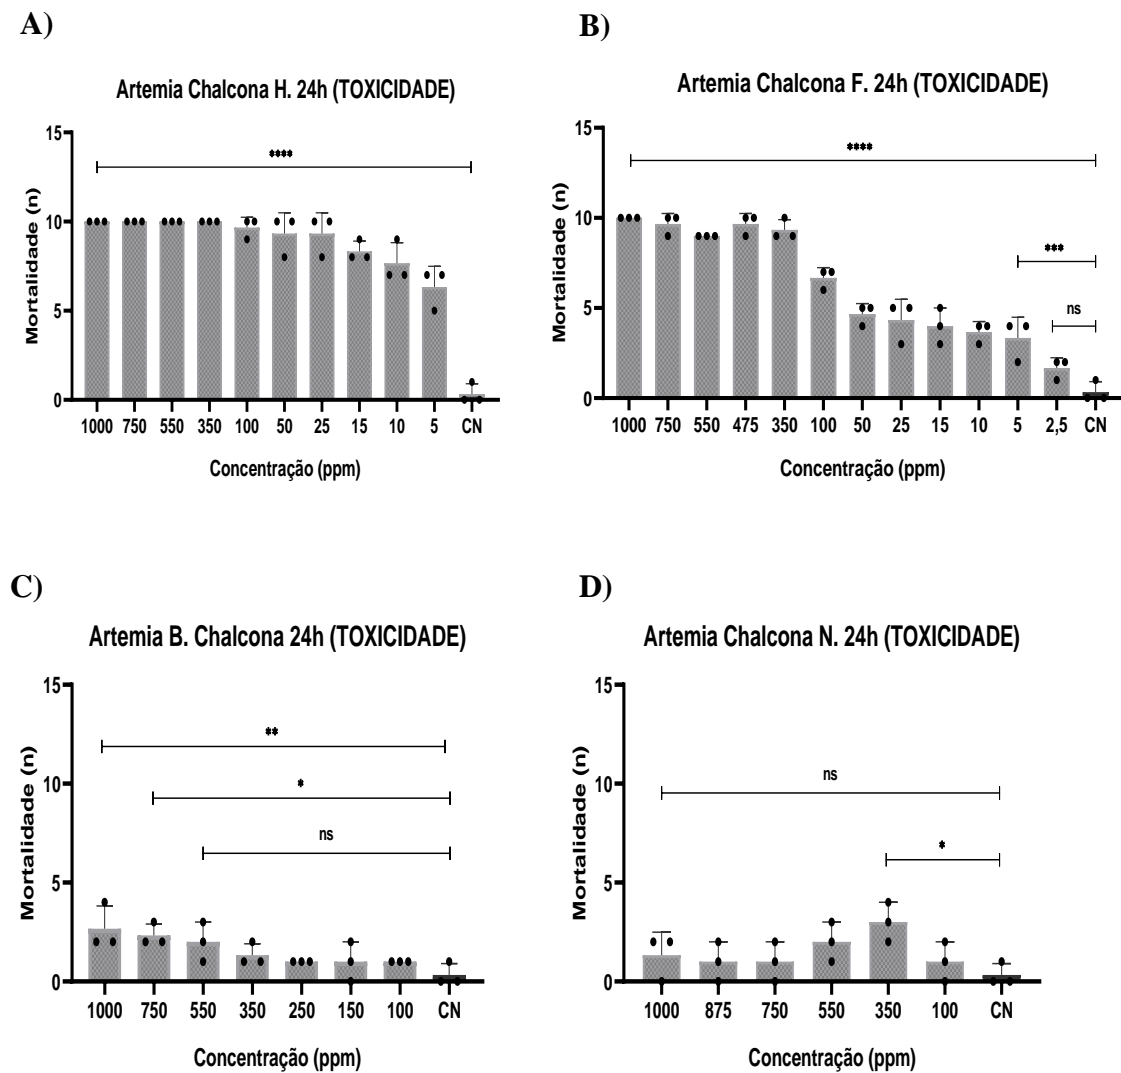 A)
Artemia Chalcona H. 24h (TOXICIDADE)
15
10
5
0
Mortalidade (n)
****
1000 750 550 350 100 50 25 15 10 5 CN
Concentração (ppm)
B)
Artemia Chalcona F. 24h (TOXICIDADE)
15
10
5
0
Mortalidade (n)
****
***
ns
1000 750 550 475 350 100 50 25 15 10 5 2,5 CN
Concentração (ppm)
C)
Artemia B. Chalcona 24h (TOXICIDADE)
15
10
5
0
Mortalidade (n)
**
*
ns
1000 750 550 350 250 150 100 CN
Concentração (ppm)
D)
Artemia Chalcona N. 24h (TOXICIDADE)
15
10
5
0
Mortalidade (n)
ns
*
1000 875 750 550 350 100 CN
Concentração (ppm)